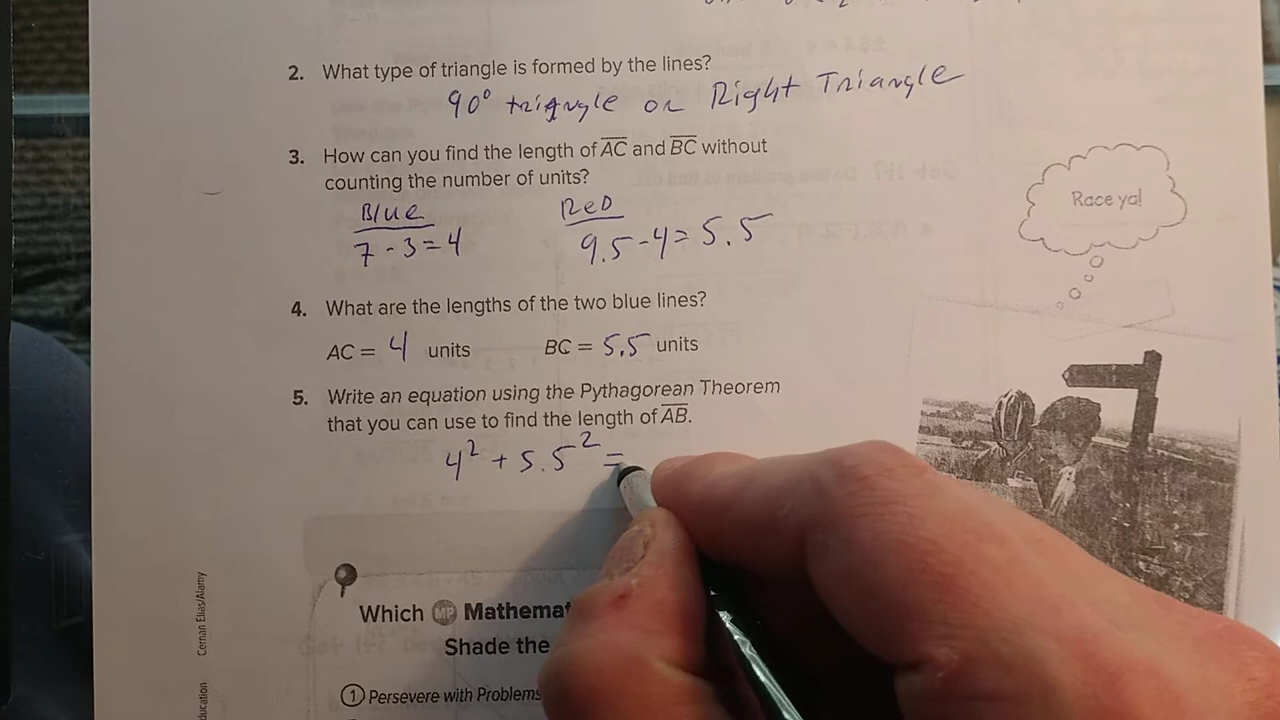 2. What type of triangle is formed by the lines?
90° triangle or Right Triangle
3. How can you find the length of AC and BC without
counting the number of units?
Blue
7 - 3 = 4
Red
9.5 - 4 = 5.5
Race ya!
4. What are the lengths of the two blue lines?
AC = 4 units BC = 5.5 units
5. Write an equation using the Pythagorean Theorem
that you can use to find the length of AB.
4² + 5.5² =
Which MP Mathemat
Shade the
1 Persevere with Problems
Cernan Elias/Alamy
ducation